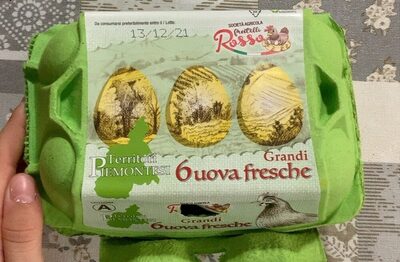 Da consumarsi preferibilmente entro il / Lotto
13/12/21
SOCIETÀ AGRICOLA
fratelli
Rosso
Territori
PIEMONTESI
Grandi
6 uova fresche
A
Grandi
6 uova fresche